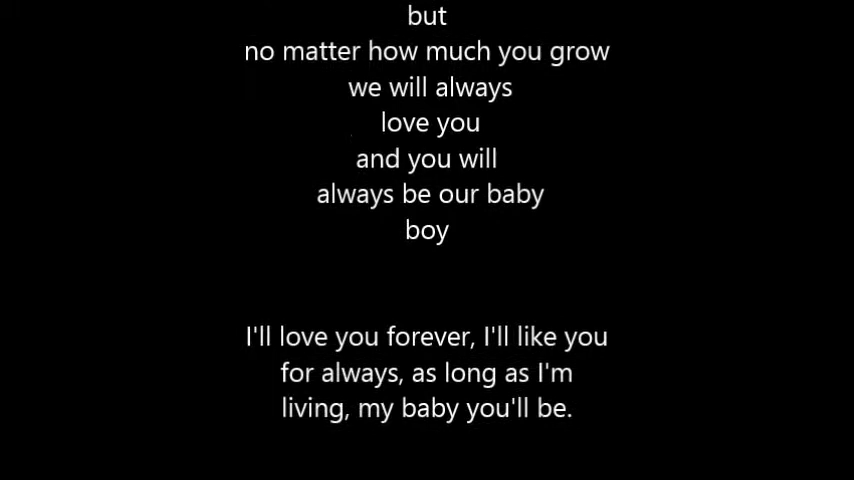 but
no matter how much you grow
we will always
love you
and you will
always be our baby
boy
I'll love you forever, I'll like you
for always, as long as I'm
living, my baby you'll be.